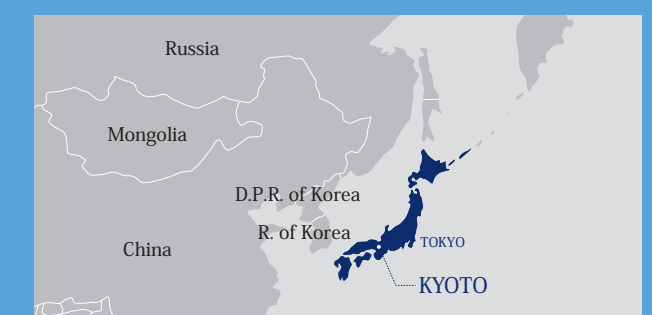 Russia
Mongolia
D.P.R. of Korea
R. of Korea
China
TOKYO
KYOTO